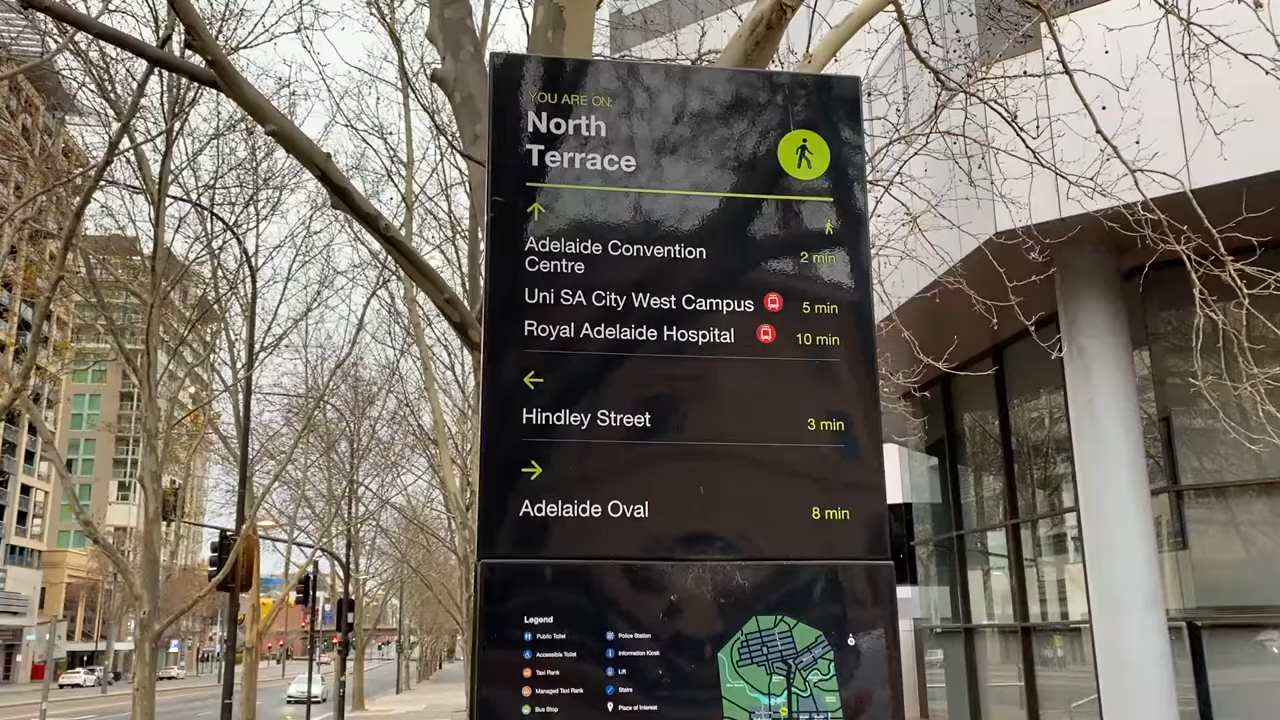 YOU ARE ON:
North
Terrace
Adelaide Convention
Centre
2 min
Uni SA City West Campus 5 min
Royal Adelaide Hospital 10 min
Hindley Street 3 min
Adelaide Oval 8 min
Legend
Public Toilet
Accessible Toilet
Taxi Rank
Managed Taxi Rank
Bus Stop
Police Station
Information Kiosk
Lift
Stairs
Place of Interest